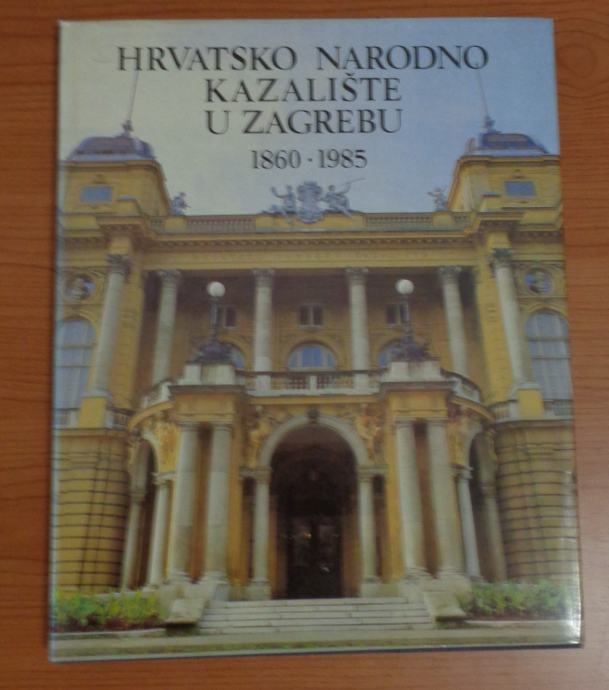 HRVATSKO NARODNO
KAZALIŠTE
U ZAGREBU
1860 · 1985